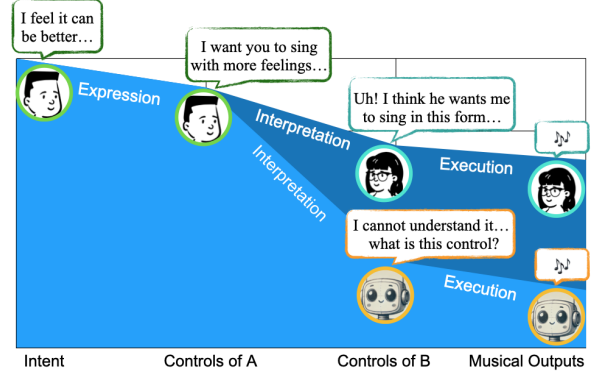 I feel it can
be better…
I want you to sing
with more feelings…
Expression
Uh! I think he wants me
to sing in this form…
Interpretation
Interpretation
Execution
I cannot understand it…
what is this control?
Execution
Intent
Controls of A
Controls of B
Musical Outputs